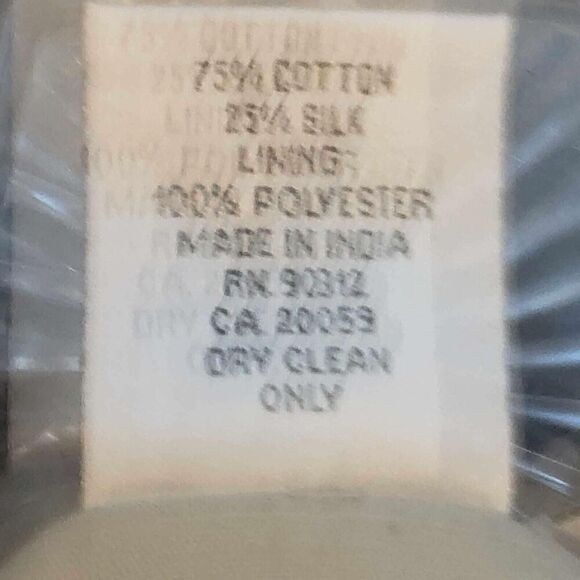 75% COTTON
25% SILK
LINING:
100% POLYESTER
MADE IN INDIA
RN 90312
CA 20059
DRY CLEAN
ONLY